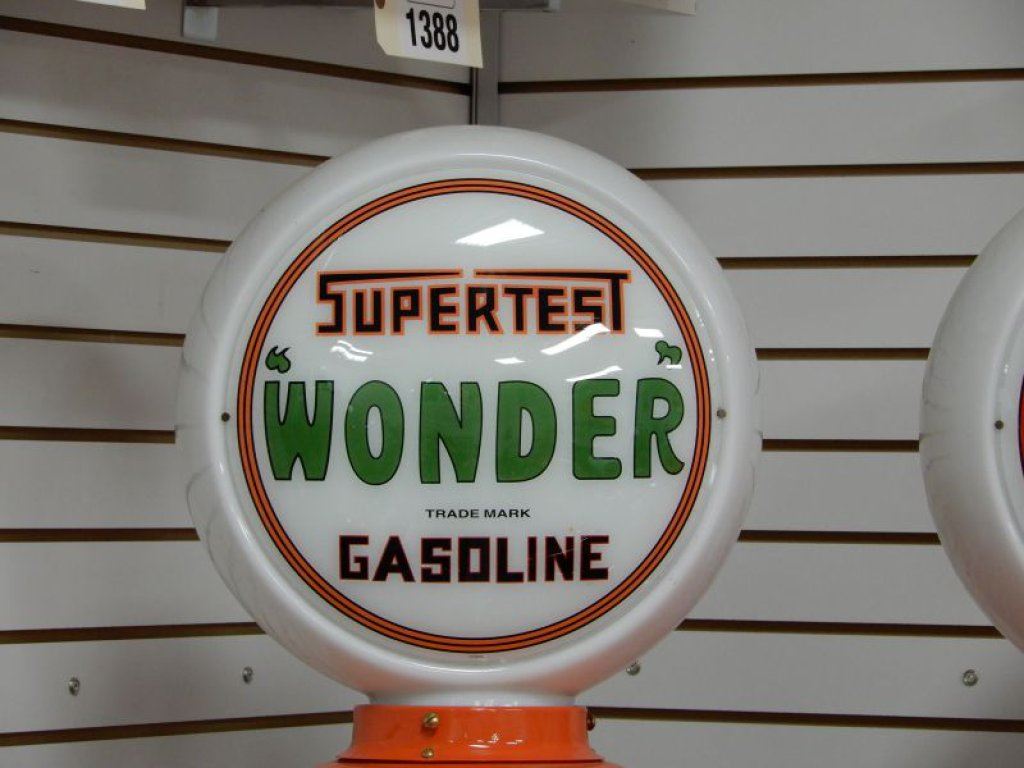 1388
SUPERTEST
"WONDER"
TRADE MARK
GASOLINE